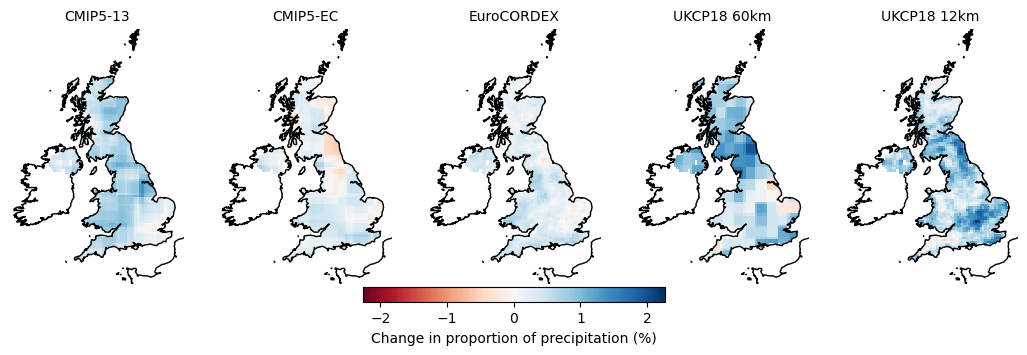 CMIP5-13 CMIP5-EC EuroCORDEX UKCP18 60km UKCP18 12km
−2 −1 0 1 2
Change in proportion of precipitation (%)